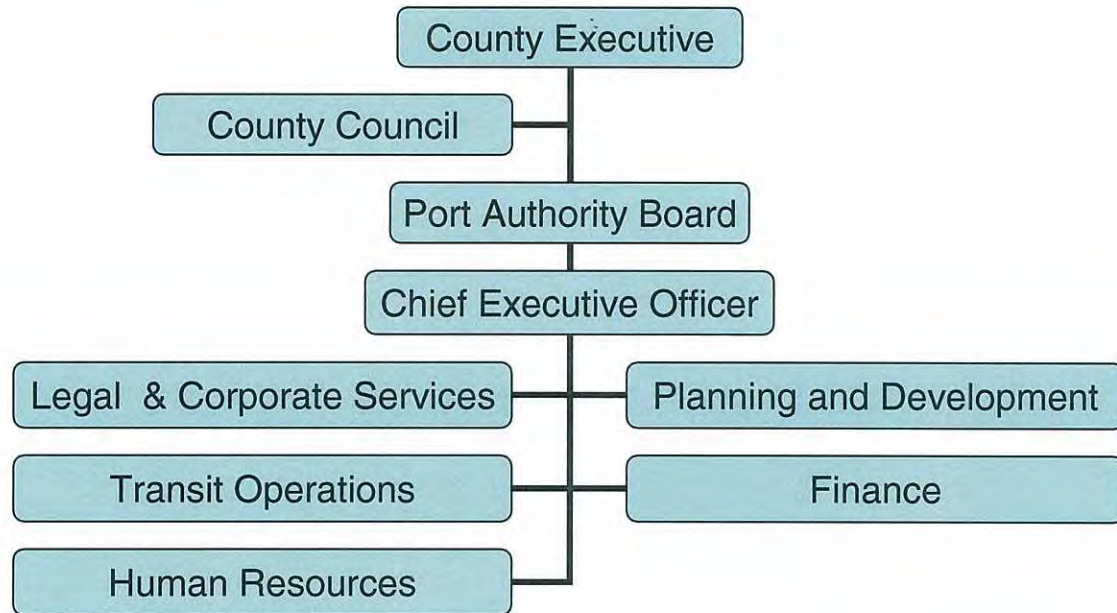 County Executive
County Council
Port Authority Board
Chief Executive Officer
Legal & Corporate Services
Planning and Development
Transit Operations
Finance
Human Resources